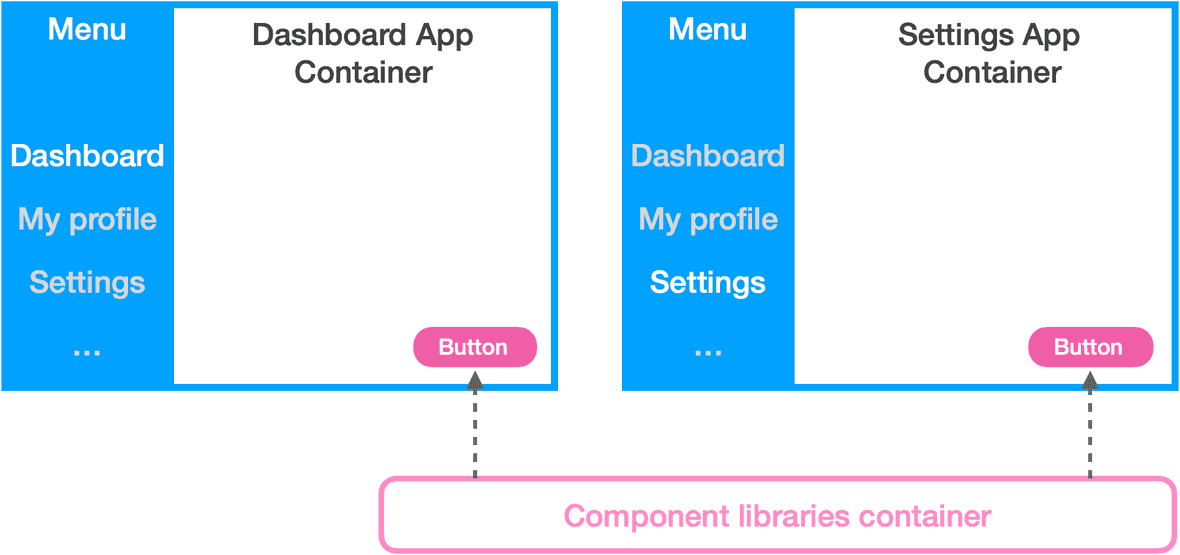 Menu
Dashboard App
Container
Dashboard
My profile
Settings
...
Button
Menu
Settings App
Container
Dashboard
My profile
Settings
...
Button
Component libraries container